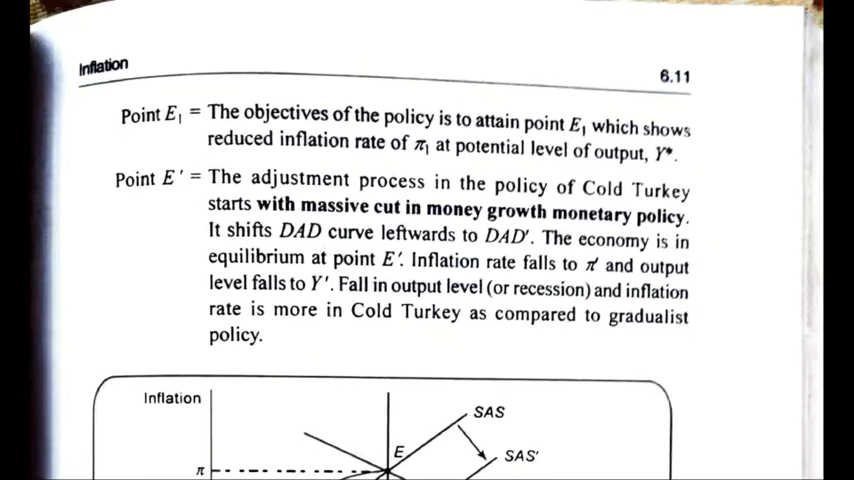 Inflation
6.11
Point E₁ = The objectives of the policy is to attain point E₁ which shows
reduced inflation rate of π₁ at potential level of output, Y*.
Point E' = The adjustment process in the policy of Cold Turkey
starts with massive cut in money growth monetary policy.
It shifts DAD curve leftwards to DAD'. The economy is in
equilibrium at point E'. Inflation rate falls to π' and output
level falls to Y'. Fall in output level (or recession) and inflation
rate is more in Cold Turkey as compared to gradualist
policy.
Inflation
SAS
E
SAS'
π